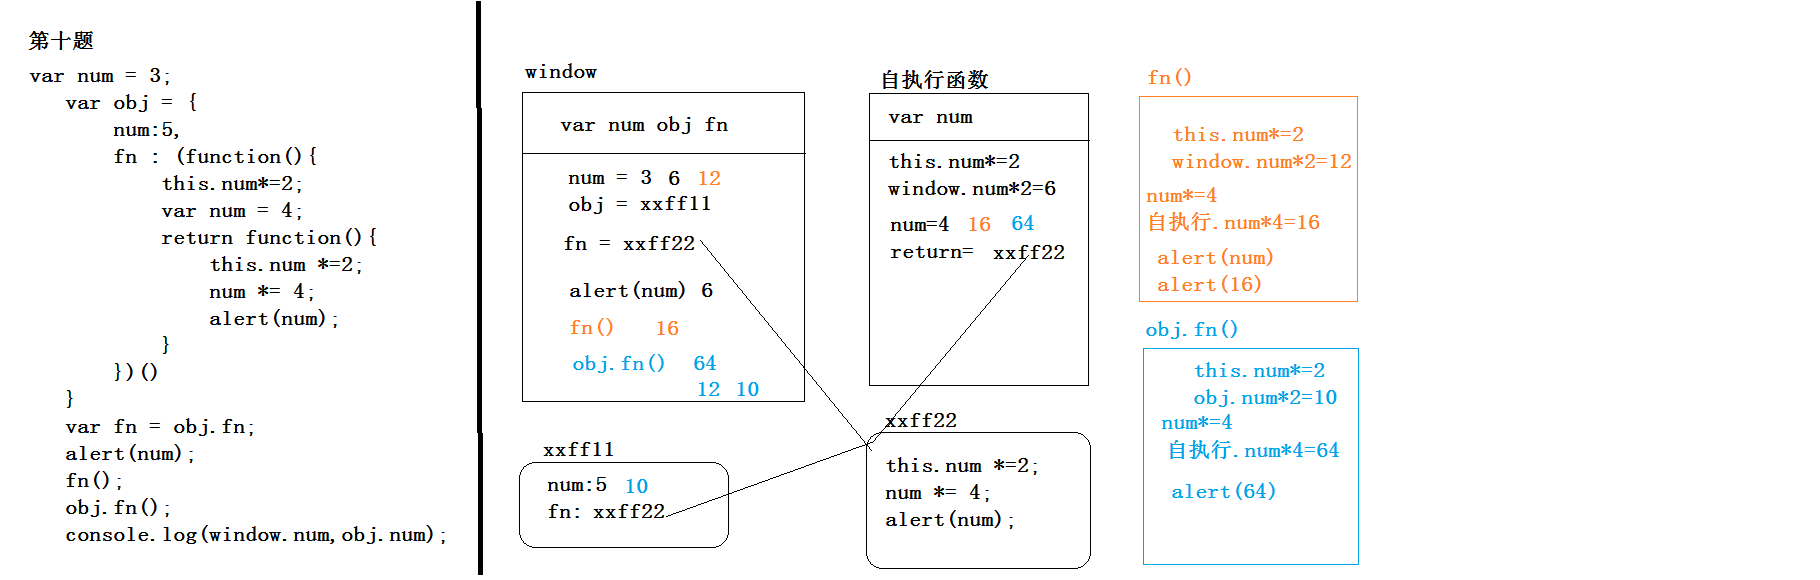 第十题
var num = 3;
var obj = {
num:5,
fn : (function(){
this.num*=2;
var num = 4;
return function(){
this.num *=2;
num *= 4;
alert(num);
}
})()
}
var fn = obj.fn;
alert(num);
fn();
obj.fn();
console.log(window.num,obj.num);
window
var num obj fn
num = 3 6 12
obj = xxff11
fn = xxff22
alert(num) 6
fn() 16
obj.fn() 64
12 10
xxff11
num:5 10
fn: xxff22
自执行函数
var num
this.num*=2
window.num*2=6
num=4 16 64
return= xxff22
xxff22
this.num *=2;
num *= 4;
alert(num);
fn()
this.num*=2
window.num*2=12
num*=4
自执行.num*4=16
alert(num)
alert(16)
obj.fn()
this.num*=2
obj.num*2=10
num*=4
自执行.num*4=64
alert(64)